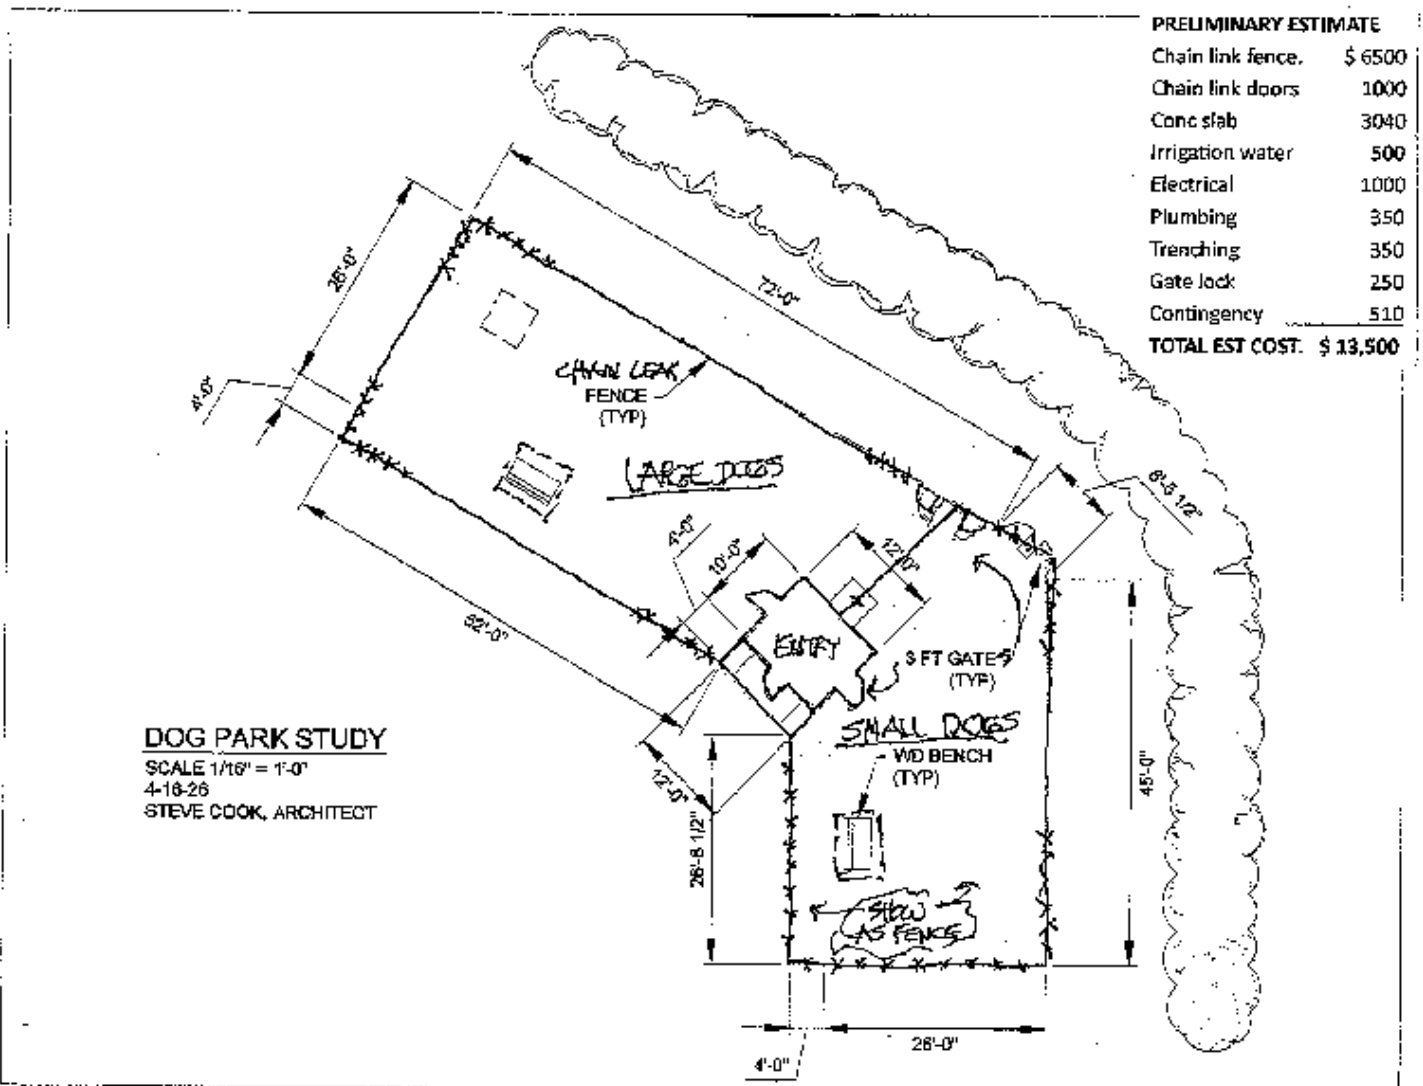 PRELIMINARY ESTIMATE
Chain link fence. $ 6500
Chain link doors 1000
Conc slab 3040
Irrigation water 500
Electrical 1000
Plumbing 350
Trenching 350
Gate lock 250
Contingency 510
TOTAL EST COST. $ 13,500
26'-0"
72'-0"
4'-0"
CHAIN LEAK
FENCE
(TYP)
LARGE DOGS
6'-5 1/2"
4'-0"
10'-0"
12'-0"
52'-0"
ENTRY
3 FT GATES
(TYP)
SMALL DOGS
WD BENCH
(TYP)
DOG PARK STUDY
SCALE 1/16" = 1'-0"
4-16-26
STEVE COOK, ARCHITECT
12'-0"
26'-8 1/2"
45'-0"
SHOW
AS FENCE
26'-0"
4'-0"